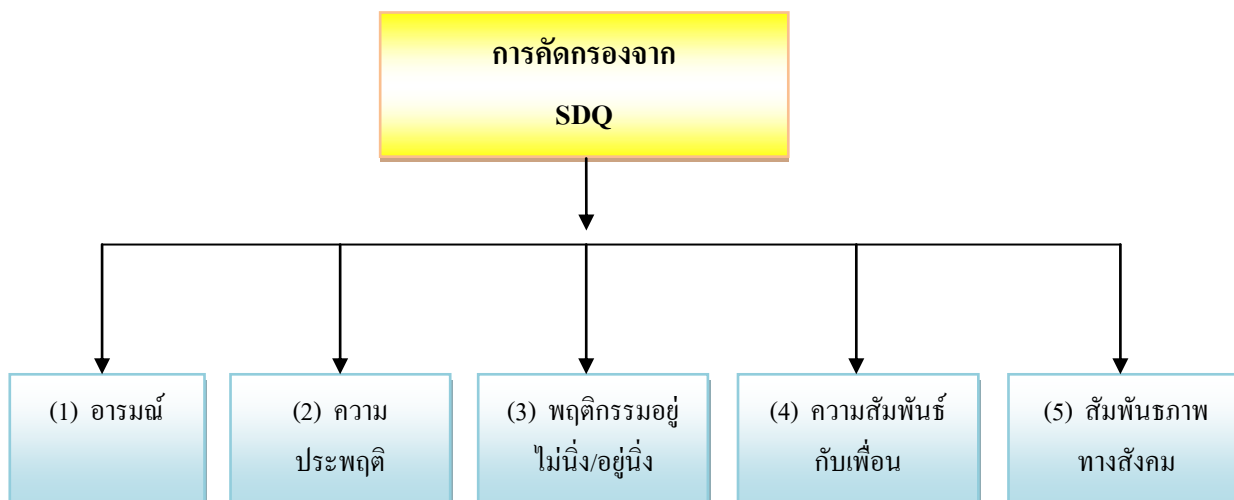 การคัดกรองจาก
SDQ
(1) อารมณ์
(2) ความ
ประพฤติ
(3) พฤติกรรมอยู่
ไม่นิ่ง/อยู่นิ่ง
(4) ความสัมพันธ์
กับเพื่อน
(5) สัมพันธภาพ
ทางสังคม